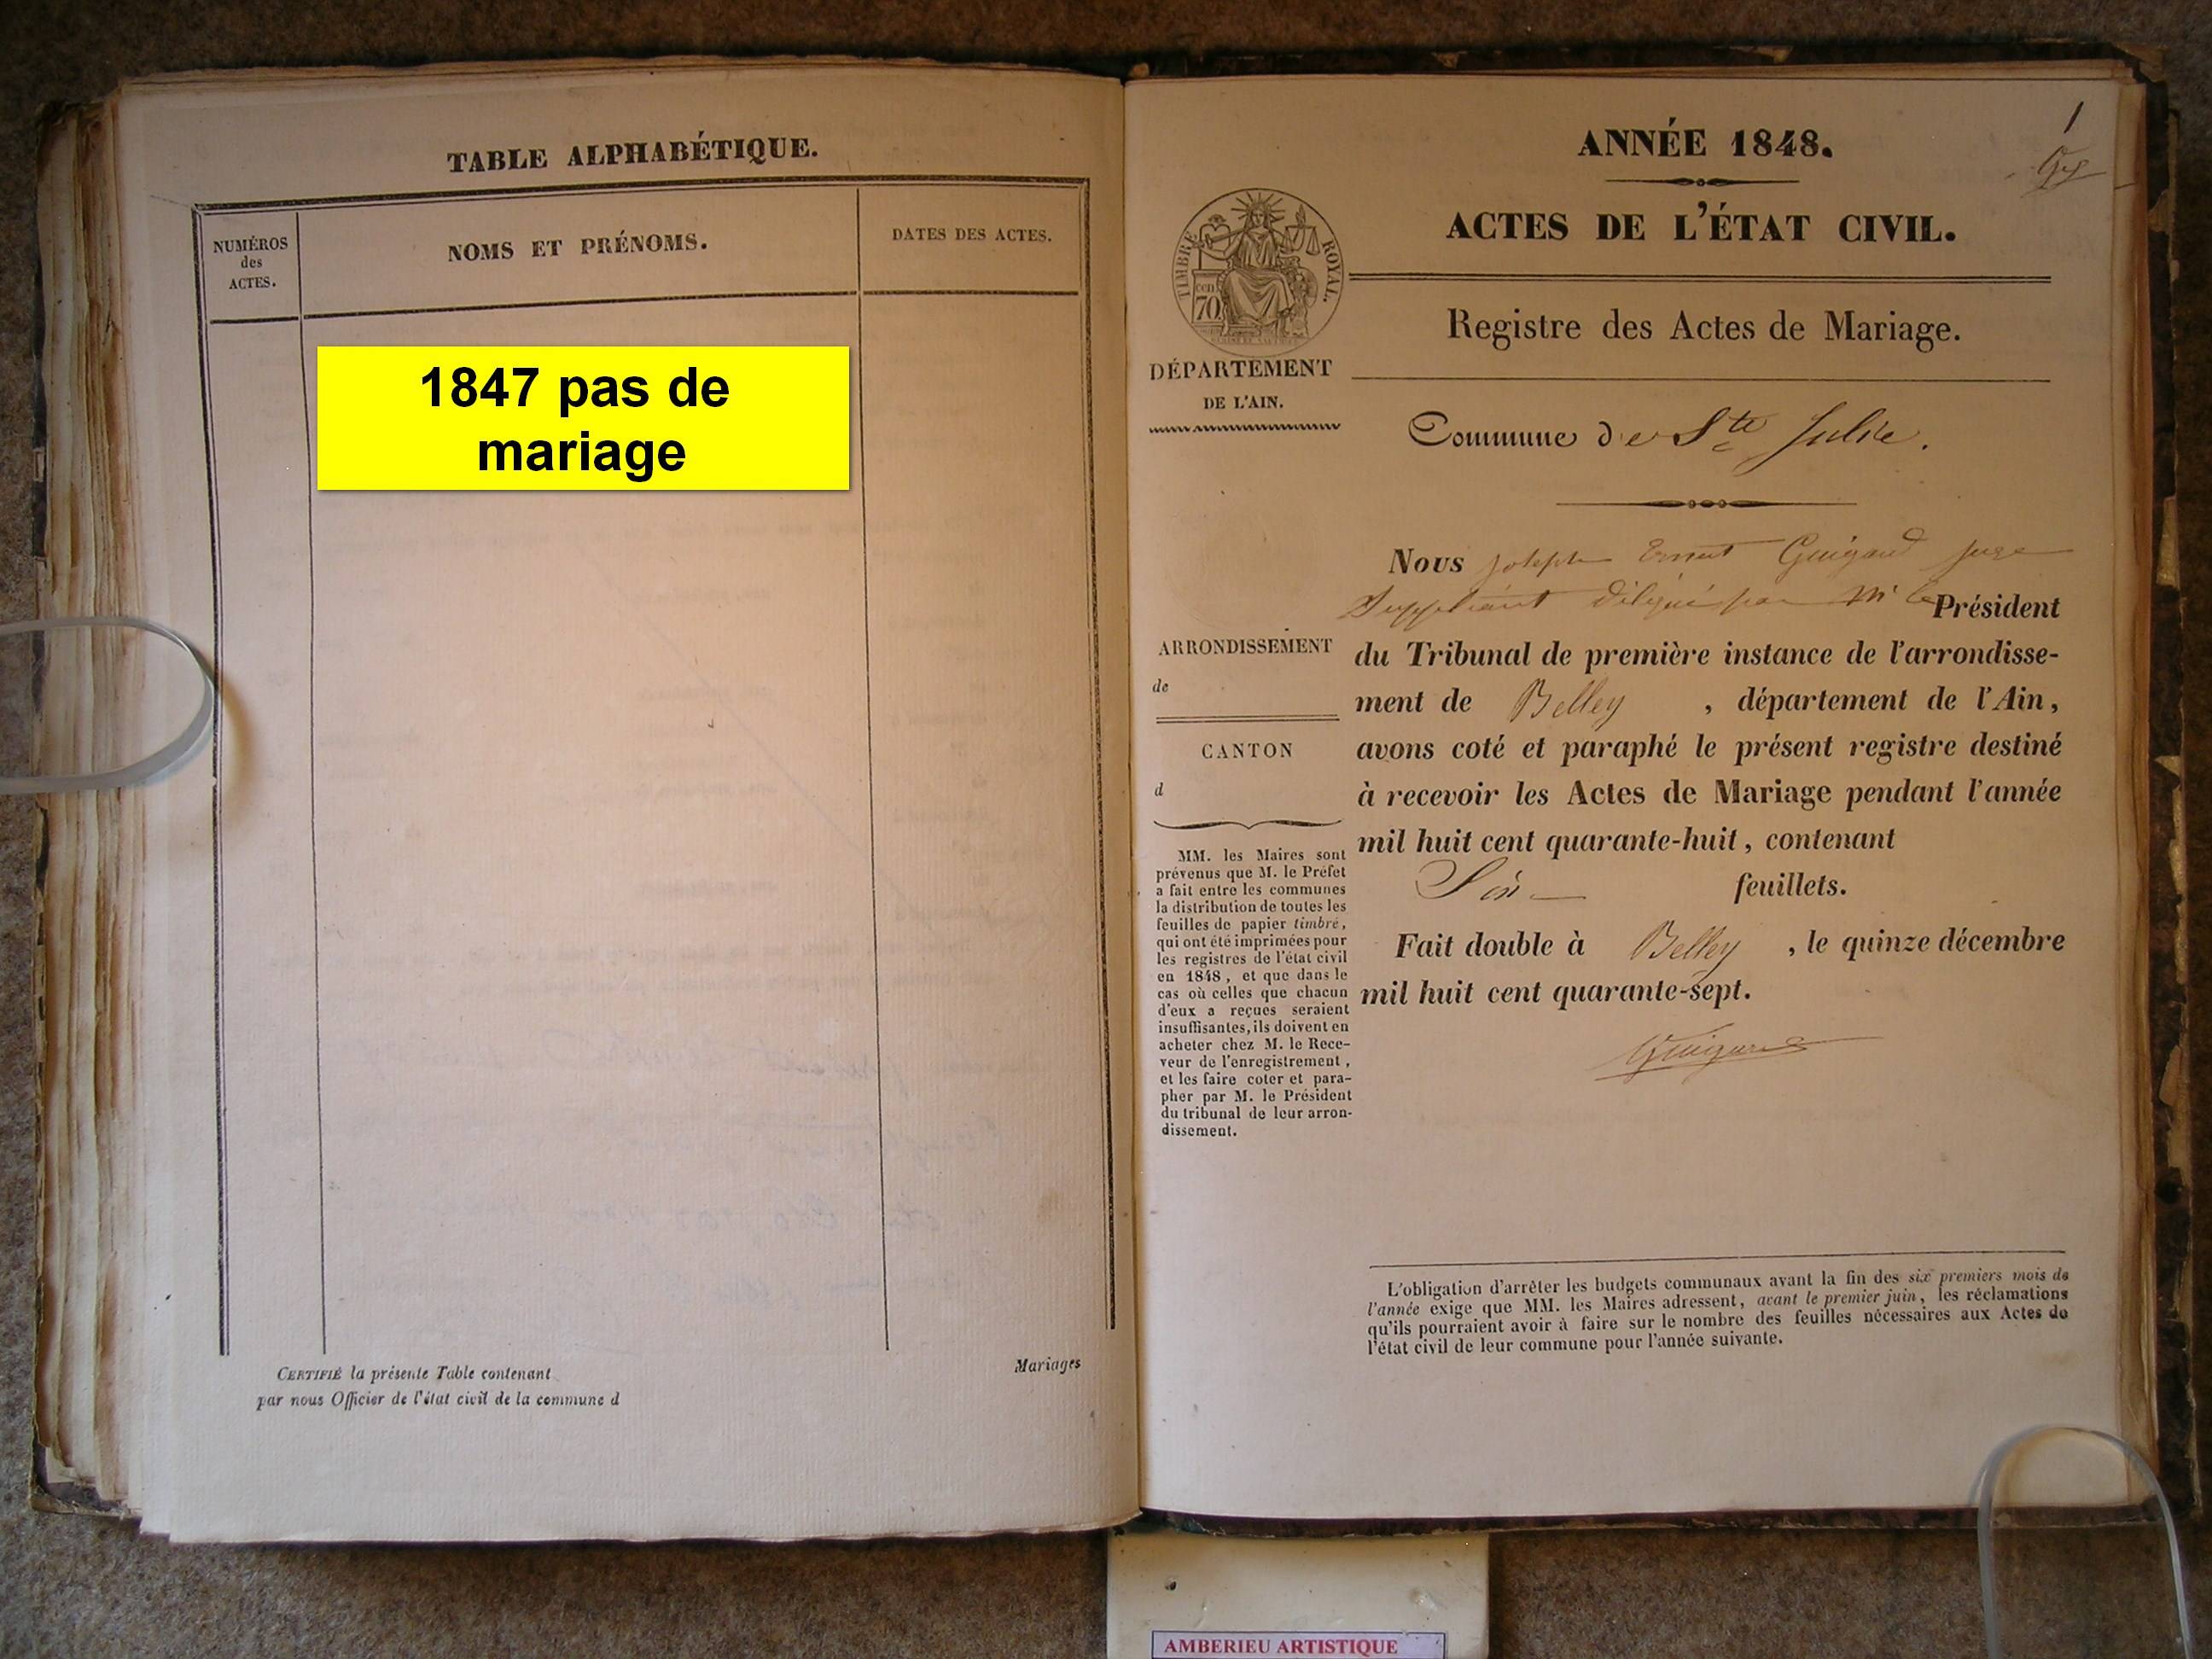 TABLE ALPHABÉTIQUE.
NUMÉROS
des
ACTES.
NOMS ET PRÉNOMS.
DATES DES ACTES.
1847 pas de
mariage
CERTIFIÉ la présente Table contenant
Mariages
par nous Officier de l'état civil de la commune d
1
ANNÉE 1848.
ACTES DE L'ÉTAT CIVIL.
TIMBRE ROYAL.
cen
70
Registre des Actes de Mariage.
DÉPARTEMENT
DE L'AIN.
Commune de Ste Julie.
Nous Joseph Ernest Guigard juge
Suppléant délégué par Mr le Président
du Tribunal de première instance de l'arrondisse-
ment de Belley, département de l'Ain,
avons coté et paraphé le présent registre destiné
à recevoir les Actes de Mariage pendant l'année
mil huit cent quarante-huit, contenant
Six feuillets.
Fait double à Belley, le quinze décembre
mil huit cent quarante-sept.
Guigard
ARRONDISSEMENT
de
CANTON
d
MM. les Maires sont
prévenus que M. le Préfet
a fait entre les communes
la distribution de toutes les
feuilles de papier timbré,
qui ont été imprimées pour
les registres de l'état civil
en 1848, et que dans le
cas où celles que chacun
d'eux a reçues seraient
insuffisantes, ils doivent en
acheter chez M. le Rece-
veur de l'enregistrement,
et les faire coter et para-
pher par M. le Président
du tribunal de leur arron-
dissement.
L'obligation d'arrêter les budgets communaux avant la fin des six premiers mois de
l'année exige que MM. les Maires adressent, avant le premier juin, les réclamations
qu'ils pourraient avoir à faire sur le nombre des feuilles nécessaires aux Actes de
l'état civil de leur commune pour l'année suivante.
AMBERIEU ARTISTIQUE